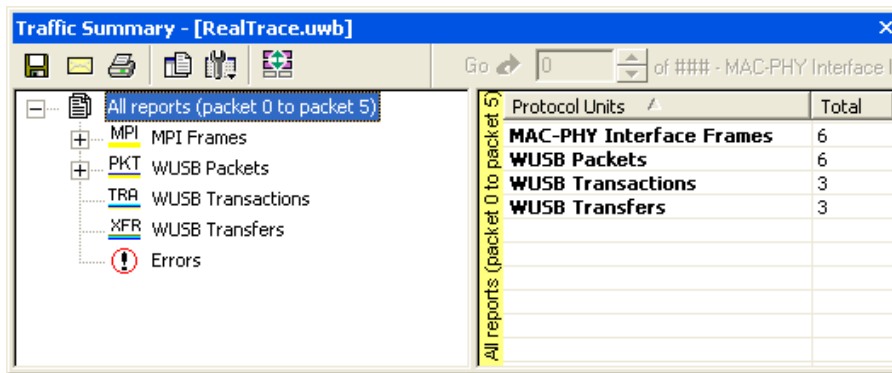 Traffic Summary - [RealTrace.uwb]
Go 0 of ### - MAC-PHY Interface
All reports (packet 0 to packet 5)
MPI MPI Frames
PKT WUSB Packets
TRA WUSB Transactions
XFR WUSB Transfers
Errors
All reports (packet 0 to packet 5)
Protocol Units Total
MAC-PHY Interface Frames 6
WUSB Packets 6
WUSB Transactions 3
WUSB Transfers 3